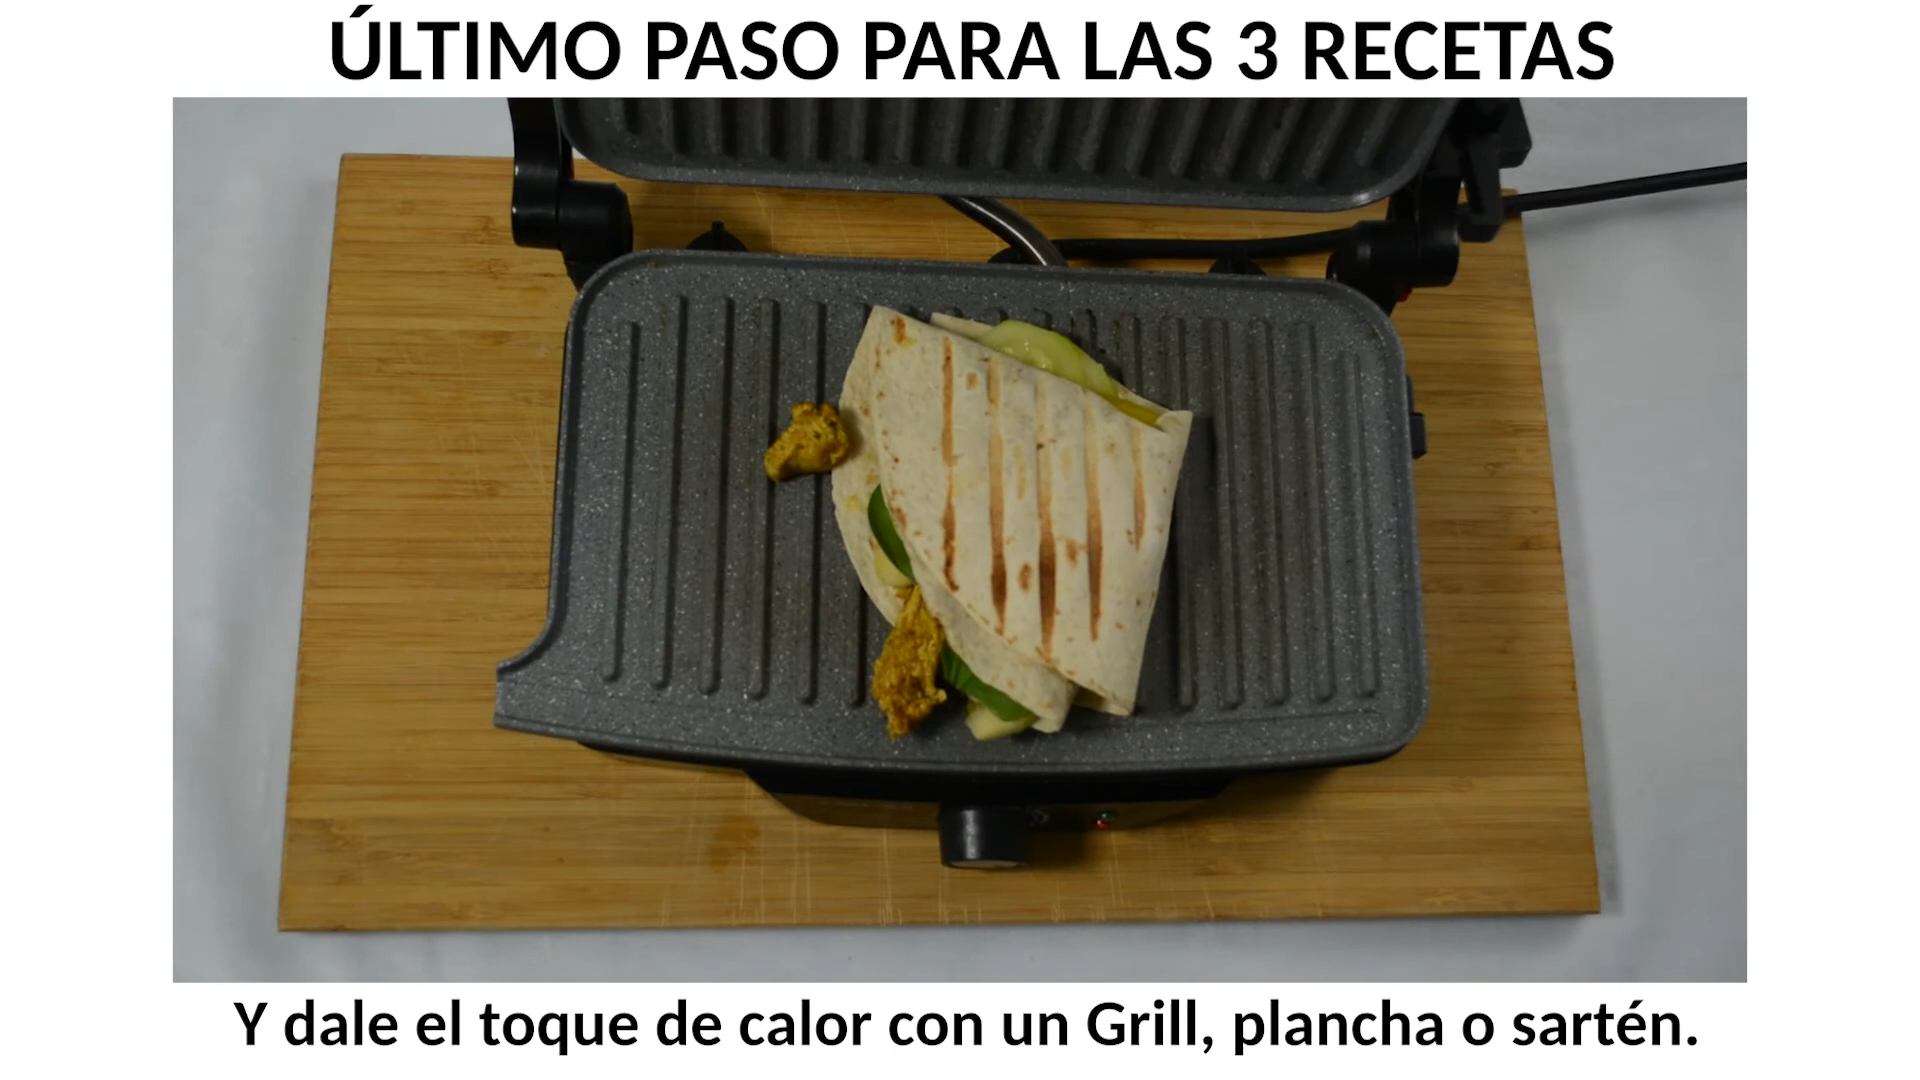 ÚLTIMO PASO PARA LAS 3 RECETAS
Y dale el toque de calor con un Grill, plancha o sartén.